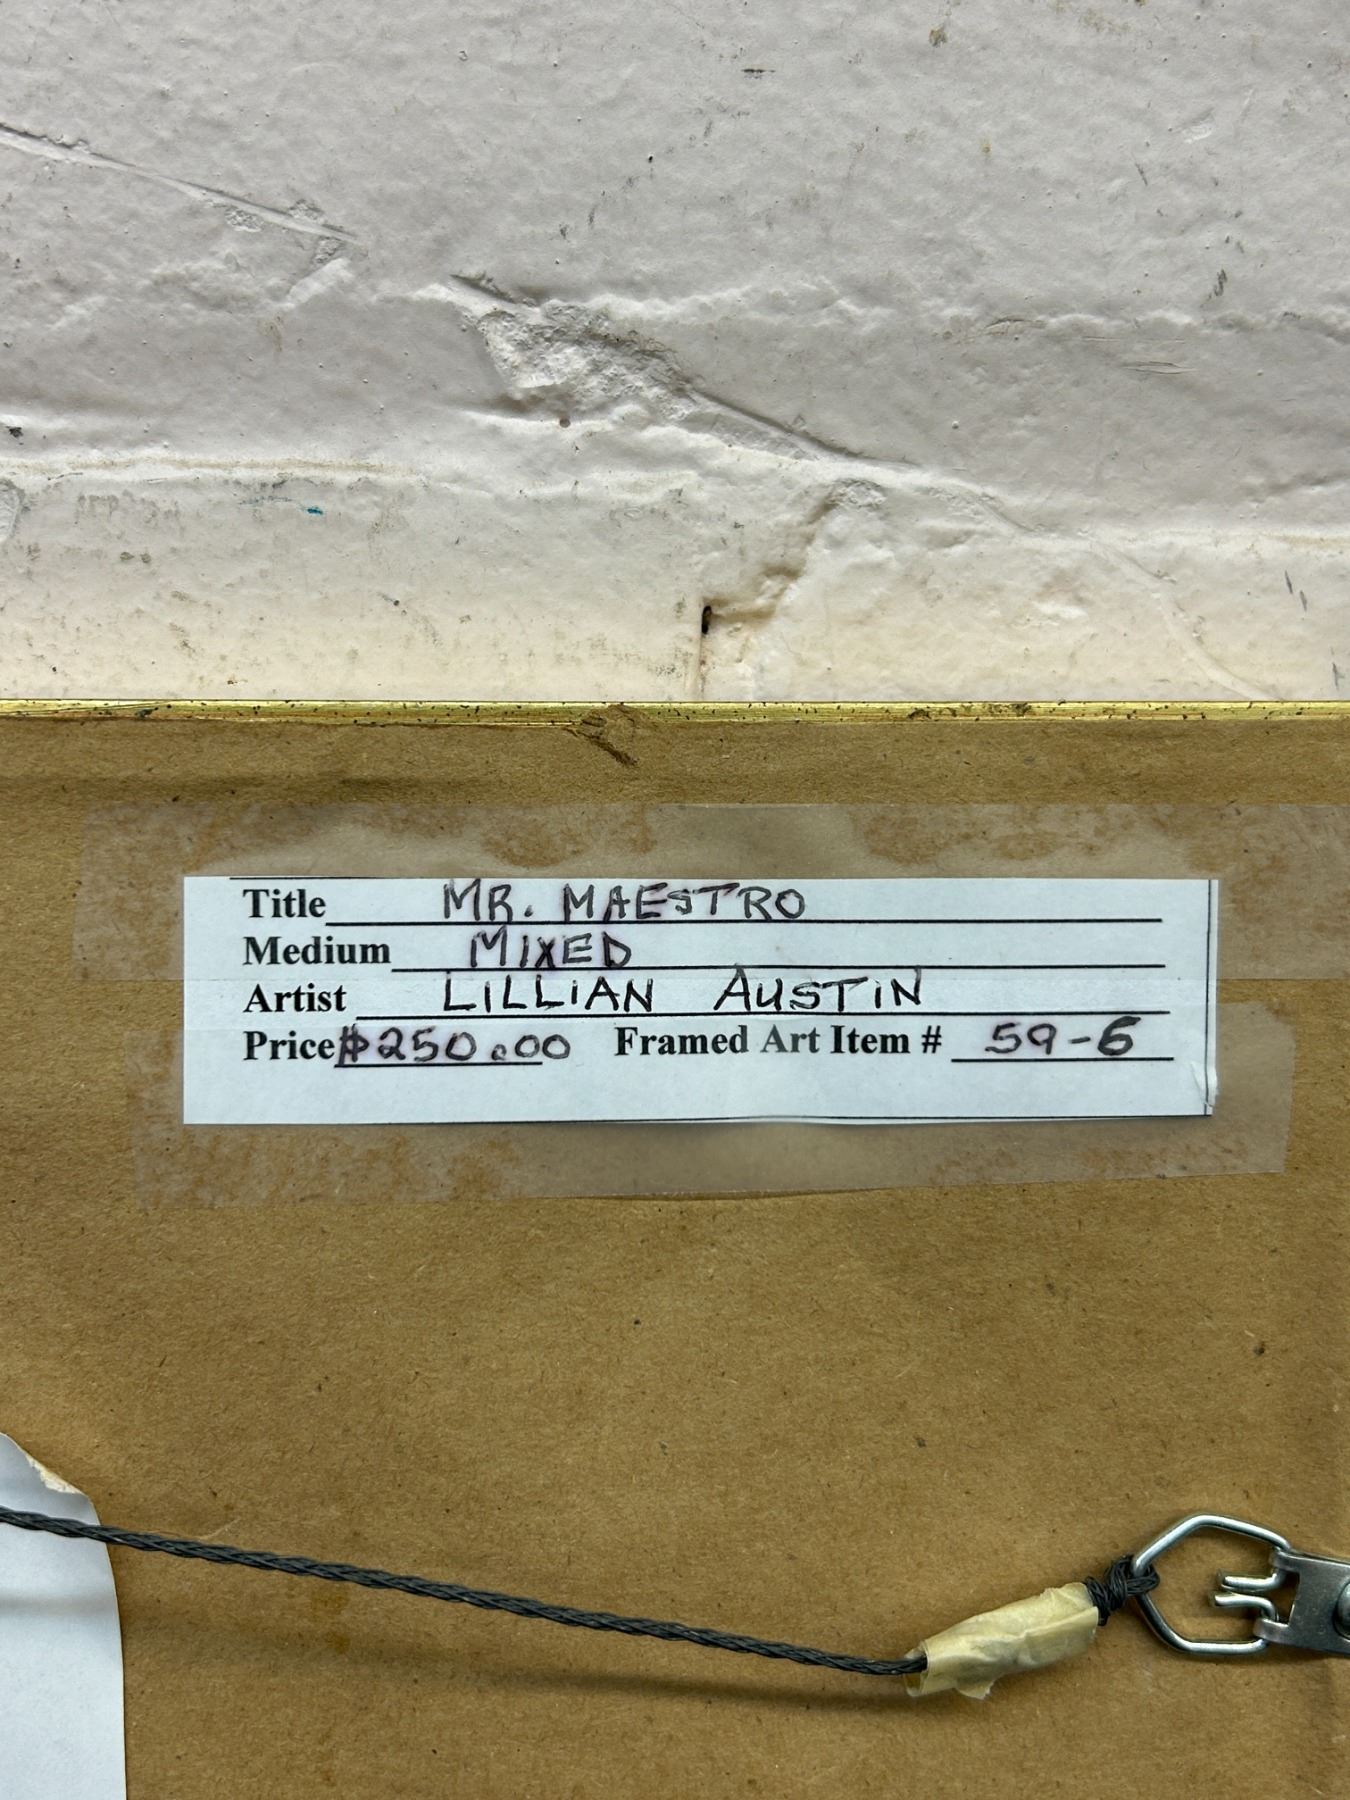 Title MR. MAESTRO
Medium MIXED
Artist LILLIAN AUSTIN
Price $250.00 Framed Art Item # 59-6